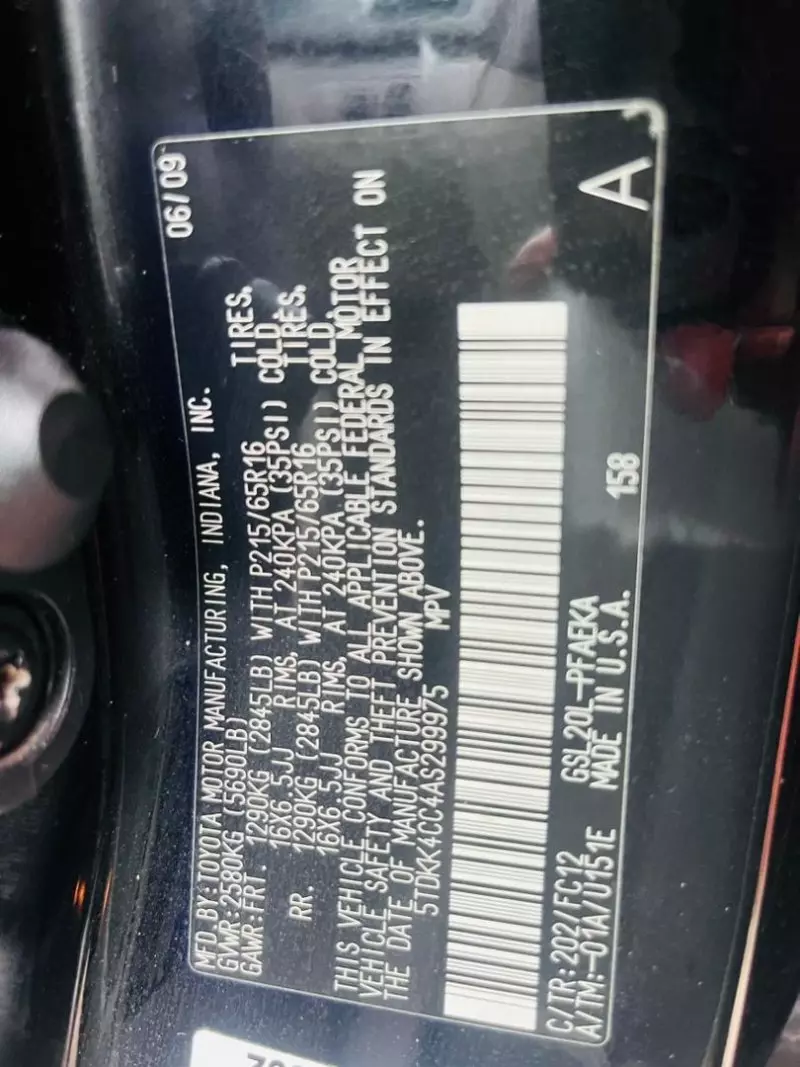 MFD.BY:TOYOTA MOTOR MANUFACTURING, INDIANA, INC. 06/09
GVWR:2580KG (5690LB)
GAWR:FRT. 1290KG (2845LB) WITH P215/65R16 TIRES.
16X6.5JJ RIMS, AT 240KPA (35PSI) COLD
RR. 1290KG (2845LB) WITH P215/65R16 TIRES.
16X6.5JJ RIMS, AT 240KPA (35PSI) COLD.
THIS VEHICLE CONFORMS TO ALL APPLICABLE FEDERAL MOTOR
VEHICLE SAFETY AND THEFT PREVENTION STANDARDS IN EFFECT ON
THE DATE OF MANUFACTURE SHOWN ABOVE.
5TDKK4CC4AS299975 MPV
C/TR:202/FC12 GSL20L-PFAEKA 158 A
A/TM:-01A/U151E MADE IN U.S.A.